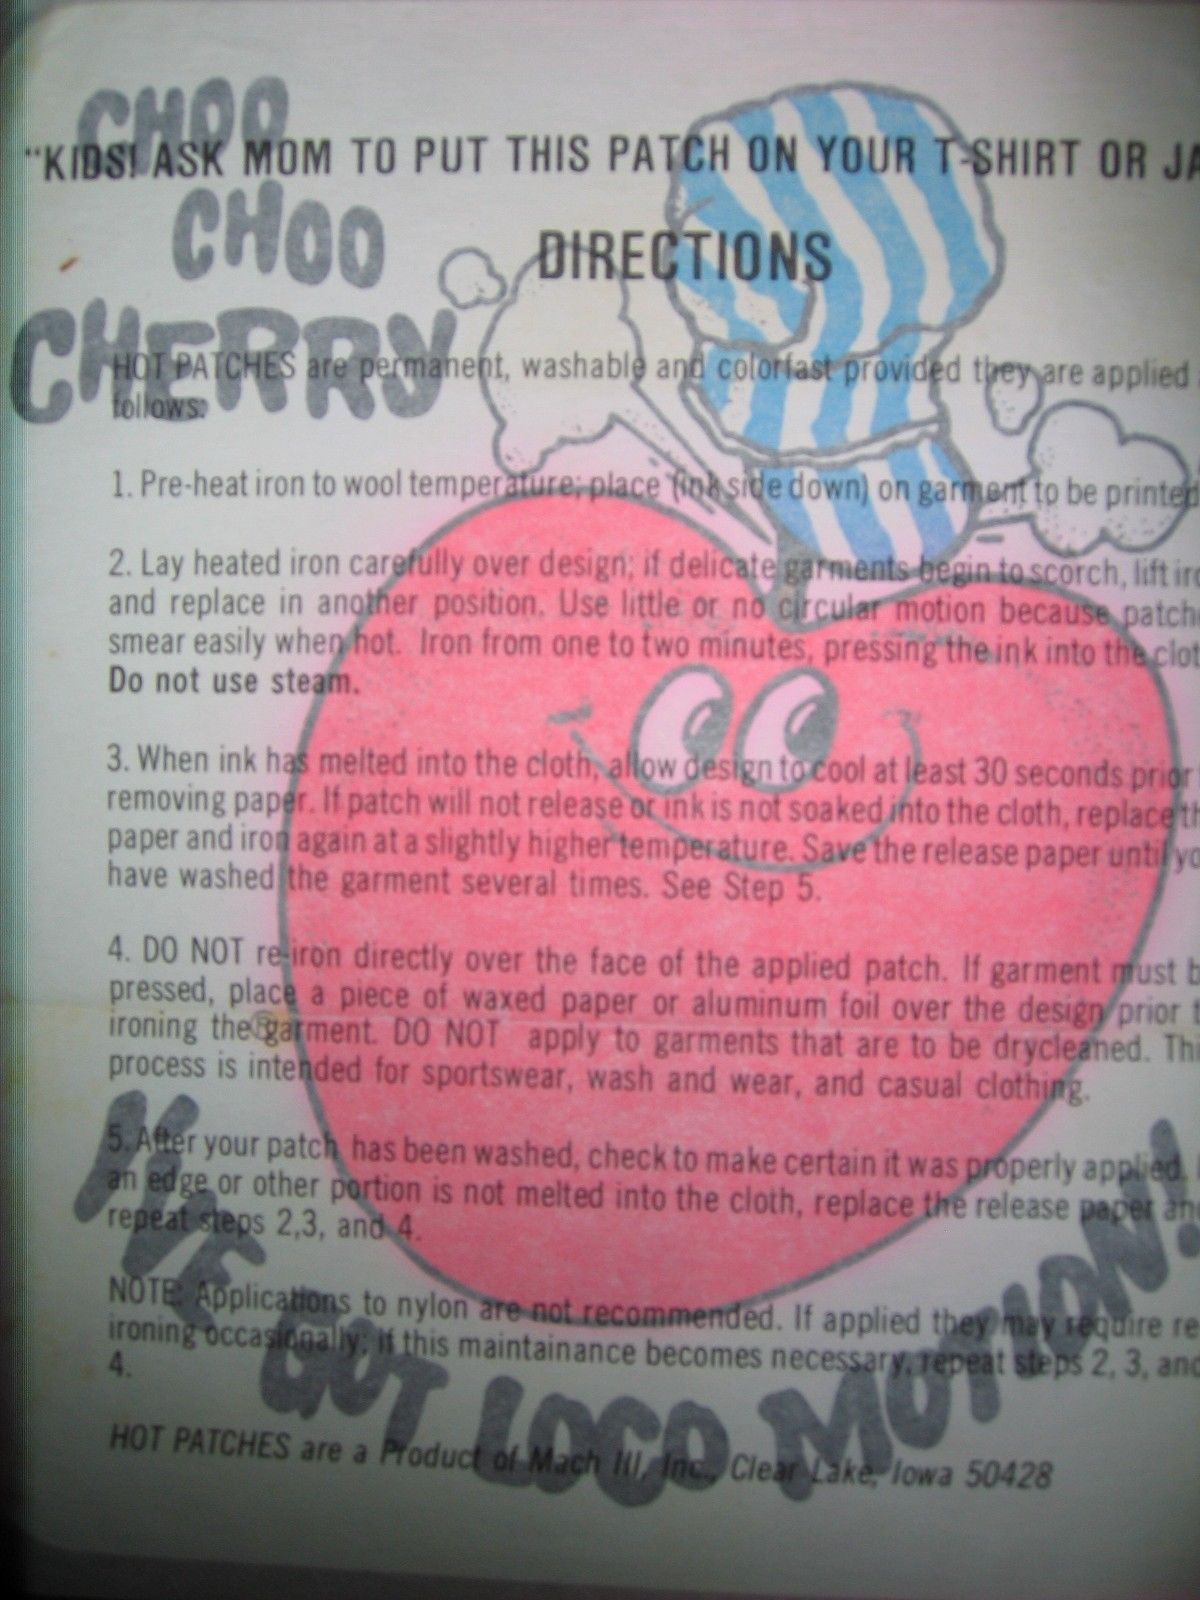 CHOO
CHOO
CHERRY
"KIDS! ASK MOM TO PUT THIS PATCH ON YOUR T-SHIRT OR
DIRECTIONS
HOT PATCHES are permanent, washable and colorfast provided they are applied
follows:
1. Pre-heat iron to wool temperature; place (ink side down) on garment to be printed
2. Lay heated iron carefully over design; if delicate garments begin to scorch, lift
and replace in another position. Use little or no circular motion because
smear easily when hot. Iron from one to two minutes, pressing the ink into the
Do not use steam.
3. When ink has melted into the cloth, allow design to cool at least 30 seconds prior
removing paper. If patch will not release or ink is not soaked into the cloth, replace
paper and iron again at a slightly higher temperature. Save the release paper until
have washed the garment several times. See Step 5.
4. DO NOT re-iron directly over the face of the applied patch. If garment must
pressed, place a piece of waxed paper or aluminum foil over the design prior
ironing the garment. DO NOT apply to garments that are to be drycleaned.
process is intended for sportswear, wash and wear, and casual clothing.
5. After your patch has been washed, check to make certain it was properly applied.
an edge or other portion is not melted into the cloth, replace the release paper
repeat steps 2,3, and 4.
NOTE: Applications to nylon are not recommended. If applied they may require
ironing occasionally; if this maintainance becomes necessary, repeat steps 2, 3,
4.
HOT PATCHES are a Product of Mach III, Inc., Clear Lake, Iowa 50428
I'VE GOT LOCO MOTION!